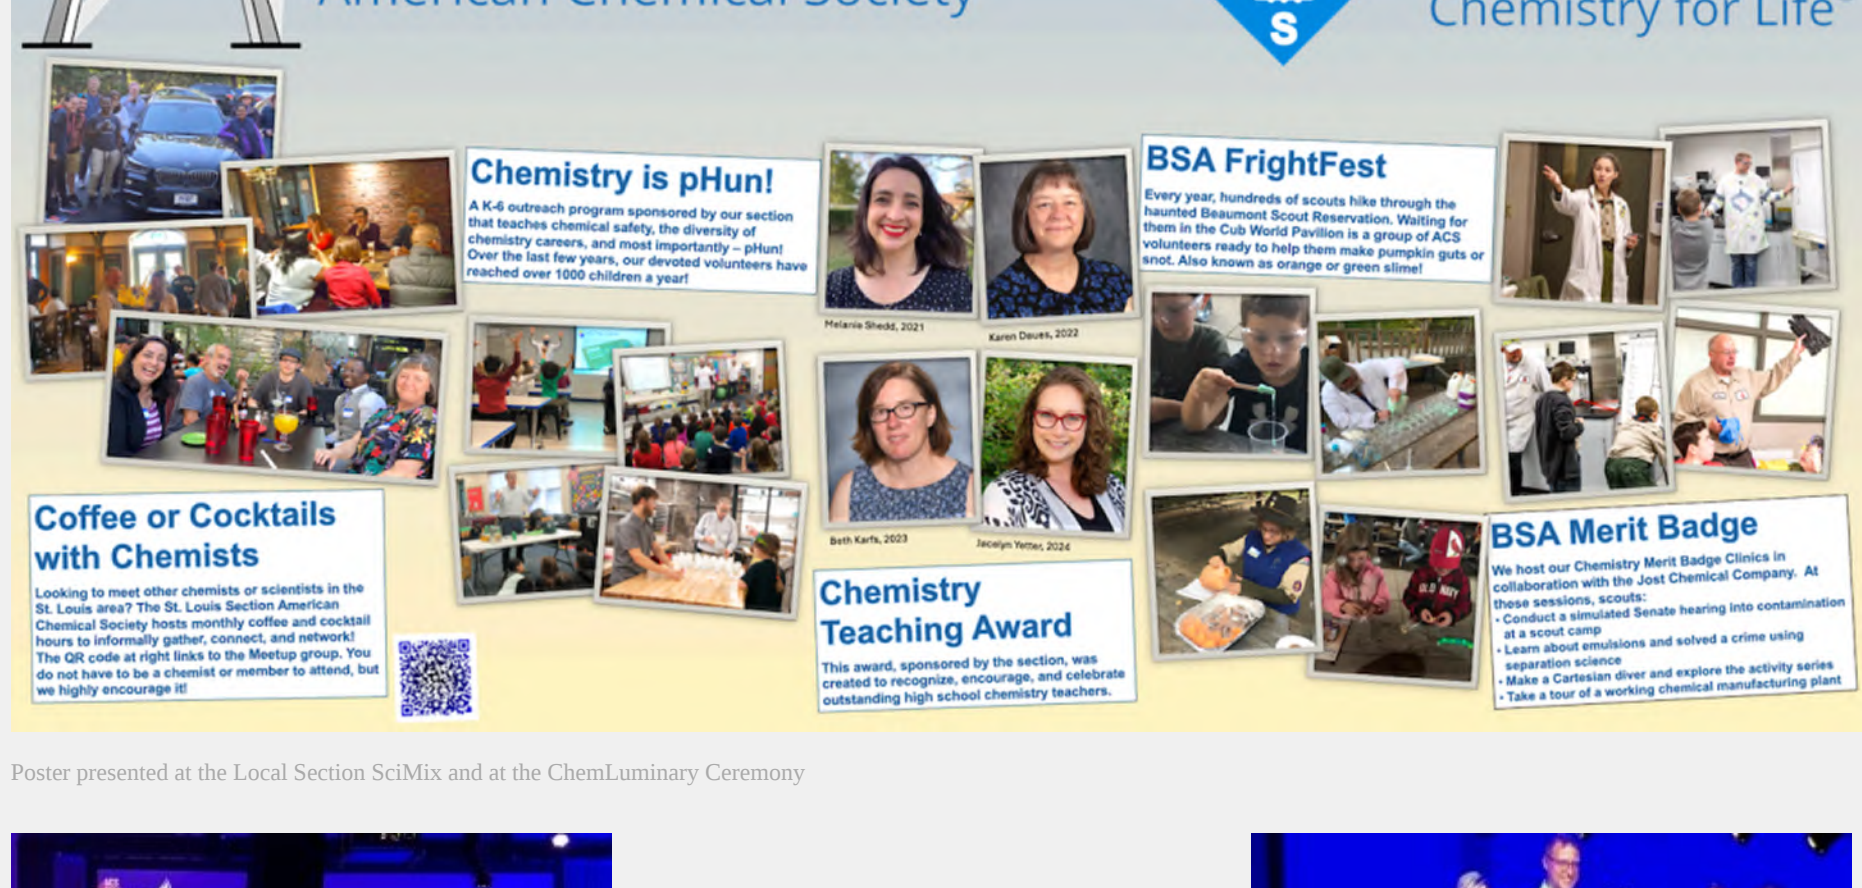 American Chemical Society
S
Chemistry for Life
Chemistry is pHun!
A K-6 outreach program sponsored by our section
that teaches chemical safety, the diversity of
chemistry careers, and most importantly – pHun!
Over the last few years, our devoted volunteers have
reached over 1000 children a year!
Melanie Shedd, 2021
Karen Deues, 2022
Beth Karfs, 2023
Jocelyn Yetter, 2024
BSA FrightFest
Every year, hundreds of scouts hike through the
haunted Beaumont Scout Reservation. Waiting for
them in the Cub World Pavilion is a group of ACS
volunteers ready to help them make pumpkin guts or
snot. Also known as orange or green slime!
Coffee or Cocktails
with Chemists
Looking to meet other chemists or scientists in the
St. Louis area? The St. Louis Section American
Chemical Society hosts monthly coffee and cocktail
hours to informally gather, connect, and network!
The QR code at right links to the Meetup group. You
do not have to be a chemist or member to attend, but
we highly encourage it!
Chemistry
Teaching Award
This award, sponsored by the section, was
created to recognize, encourage, and celebrate
outstanding high school chemistry teachers.
OLD NAVY
BSA Merit Badge
We host our Chemistry Merit Badge Clinics in
collaboration with the Jost Chemical Company. At
these sessions, scouts:
• Conduct a simulated Senate hearing into contamination
at a scout camp
• Learn about emulsions and solved a crime using
separation science
• Make a Cartesian diver and explore the activity series
• Take a tour of a working chemical manufacturing plant
Poster presented at the Local Section SciMix and at the ChemLuminary Ceremony
ACS